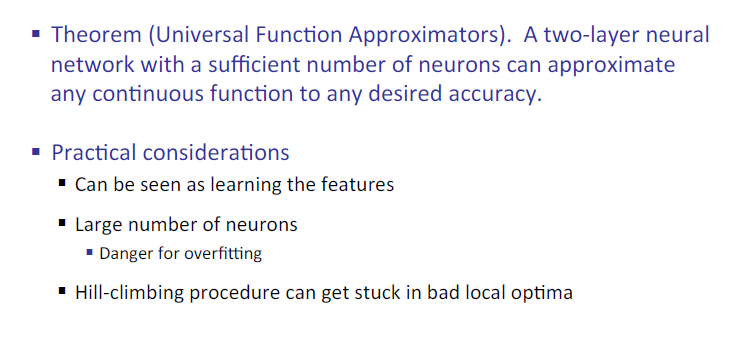 ▪ Theorem (Universal Function Approximators). A two-layer neural
network with a sufficient number of neurons can approximate
any continuous function to any desired accuracy.
▪ Practical considerations
▪ Can be seen as learning the features
▪ Large number of neurons
▪ Danger for overfitting
▪ Hill-climbing procedure can get stuck in bad local optima